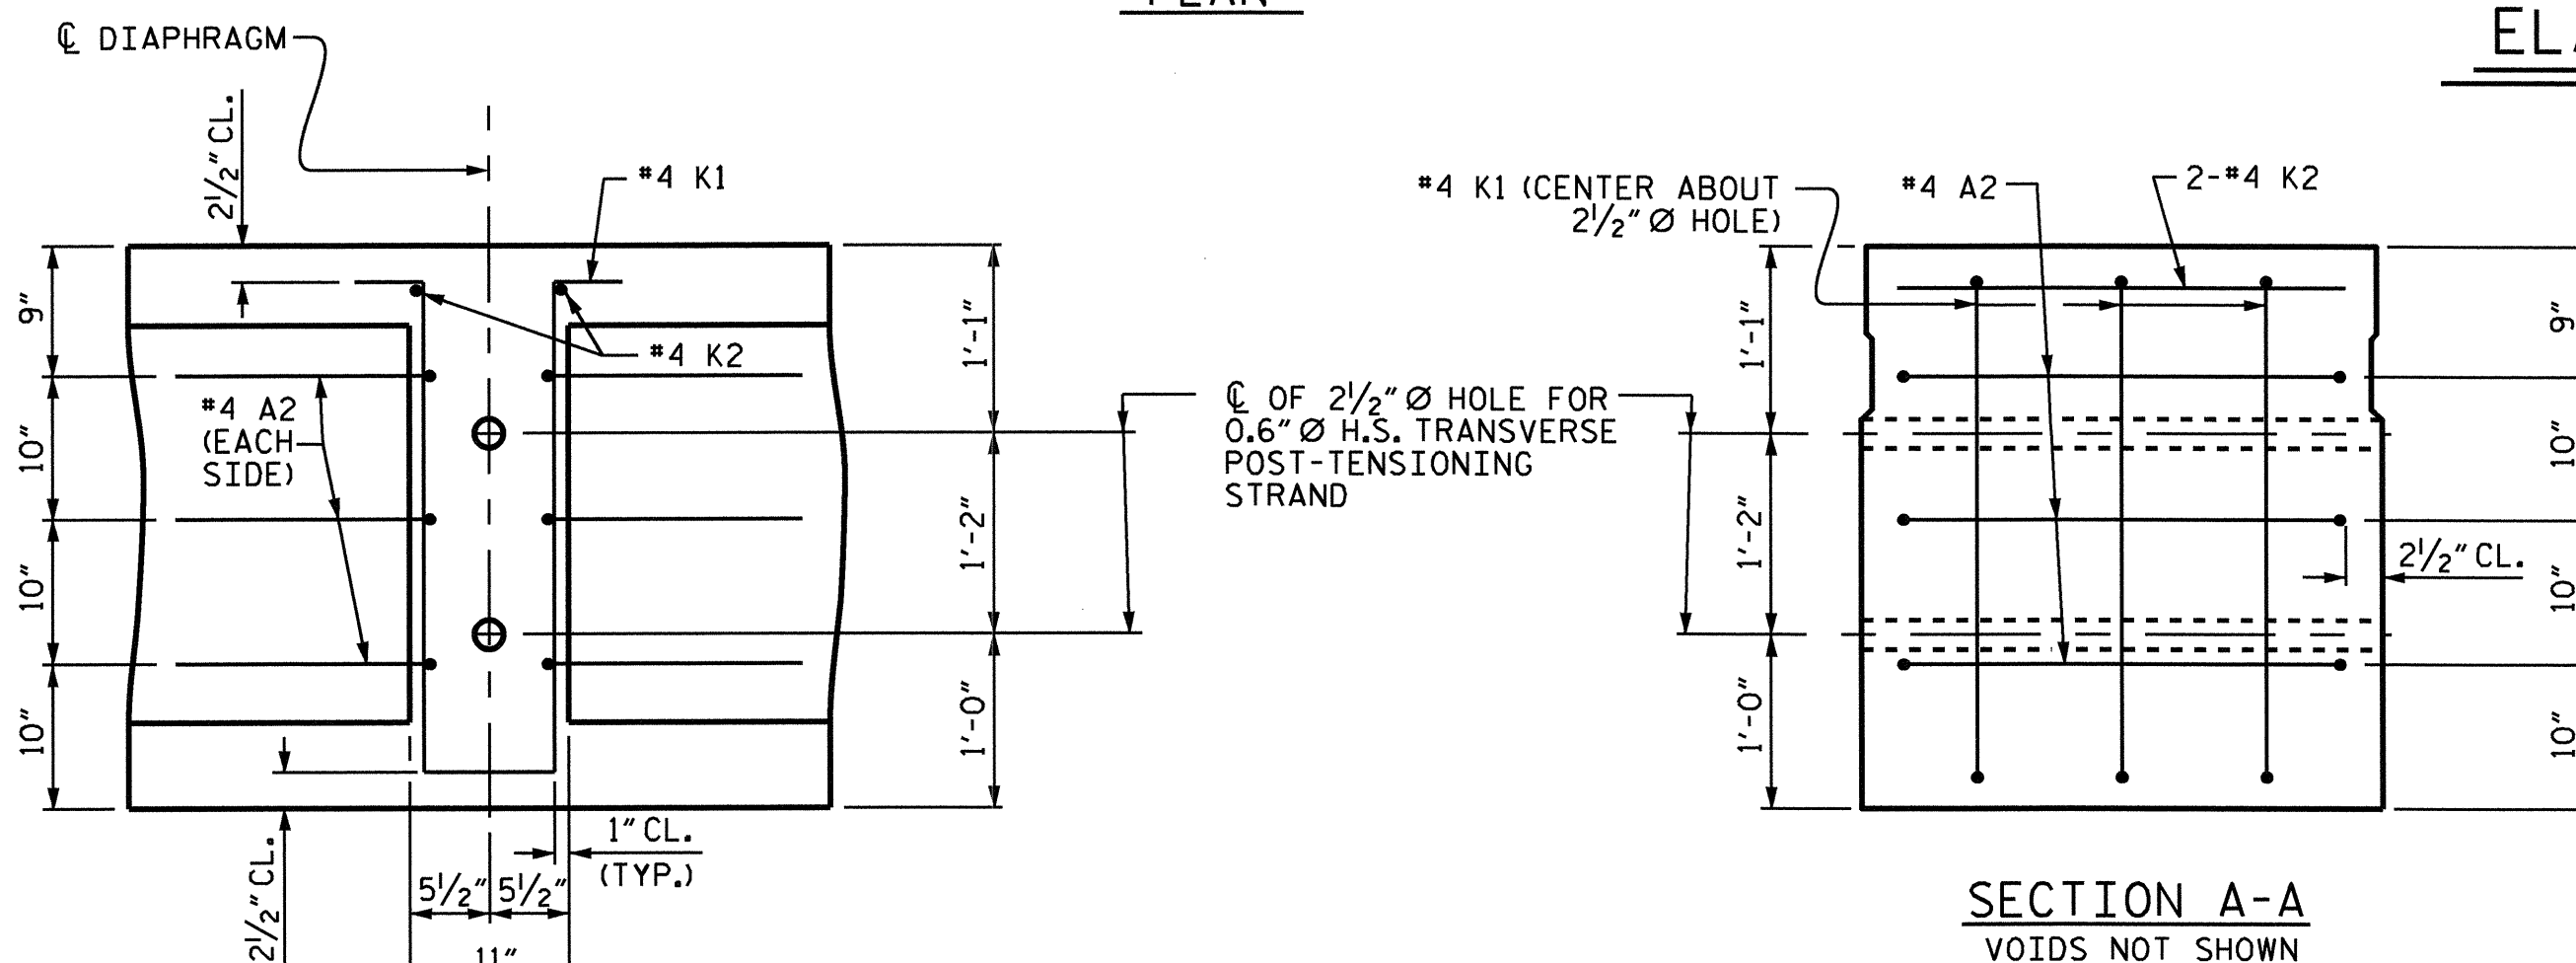 PLAN
℄ DIAPHRAGM
2½" CL.
#4 K1
9"
10"
10"
10"
#4 A2
(EACH
SIDE)
#4 K2
1'-1"
1'-2"
1'-0"
2½" CL.
1" CL.
(TYP.)
5½" 5½"
11"
℄ OF 2½" Ø HOLE FOR
0.6" Ø H.S. TRANSVERSE
POST-TENSIONING
STRAND
#4 K1 (CENTER ABOUT
2½" Ø HOLE)
#4 A2
2-#4 K2
1'-1"
1'-2"
1'-0"
9"
10"
10"
10"
2½" CL.
SECTION A-A
VOIDS NOT SHOWN